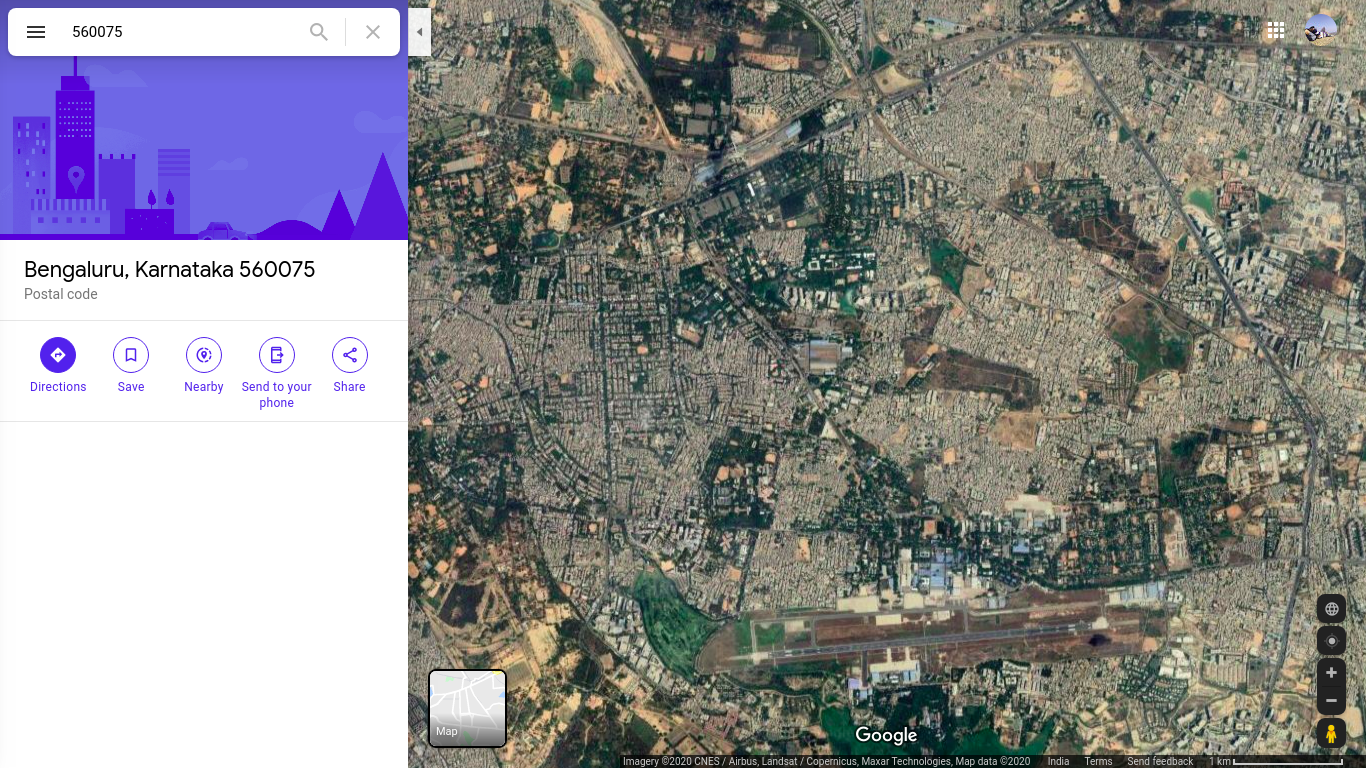 560075
Bengaluru, Karnataka 560075
Postal code
Directions
Save
Nearby
Send to your
phone
Share
Map
Google
Imagery ©2020 CNES / Airbus, Landsat / Copernicus, Maxar Technologies, Map data ©2020 India Terms Send feedback 1 km